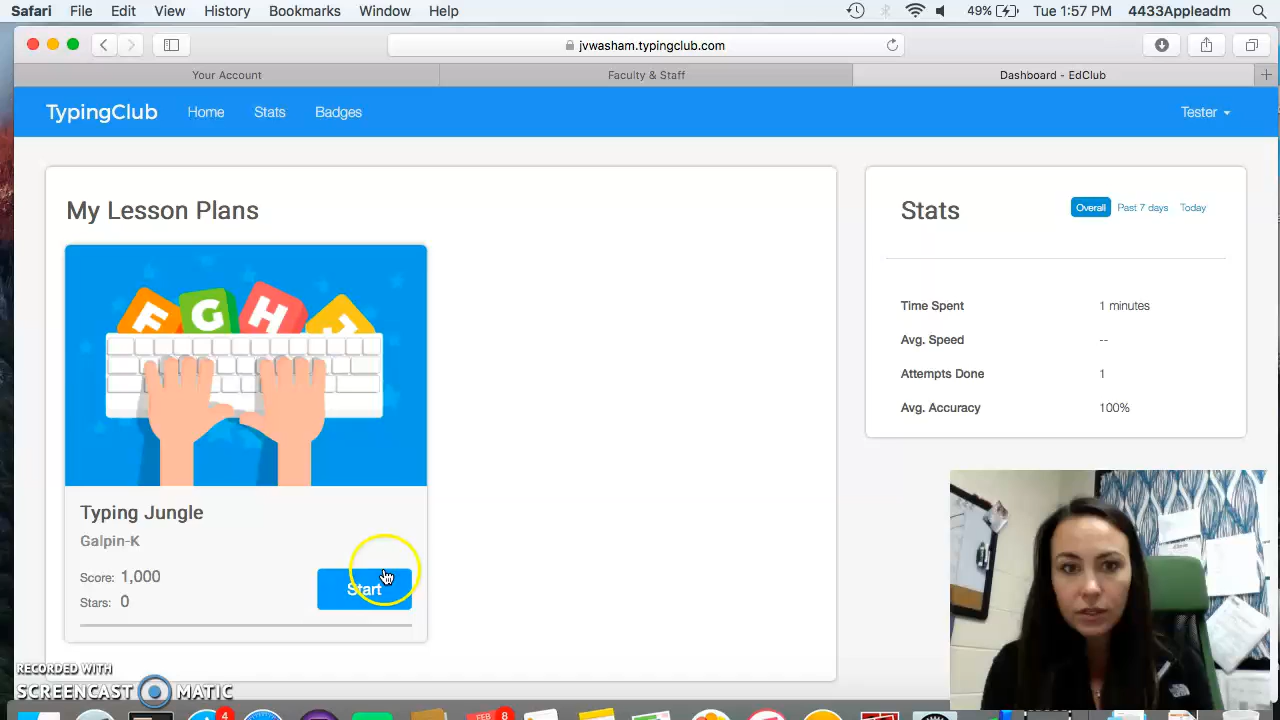 Safari File Edit View History Bookmarks Window Help 49% Tue 1:57 PM 4433Appleadm
jvwasham.typingclub.com
Your Account Faculty & Staff Dashboard - EdClub
TypingClub Home Stats Badges Tester
My Lesson Plans
F G H J
Typing Jungle
Galpin-K
Score: 1,000
Stars: 0
Start
Stats Overall Past 7 days Today
Time Spent 1 minutes
Avg. Speed --
Attempts Done 1
Avg. Accuracy 100%
RECORDED WITH
SCREENCAST MATIC
4 FEB 8